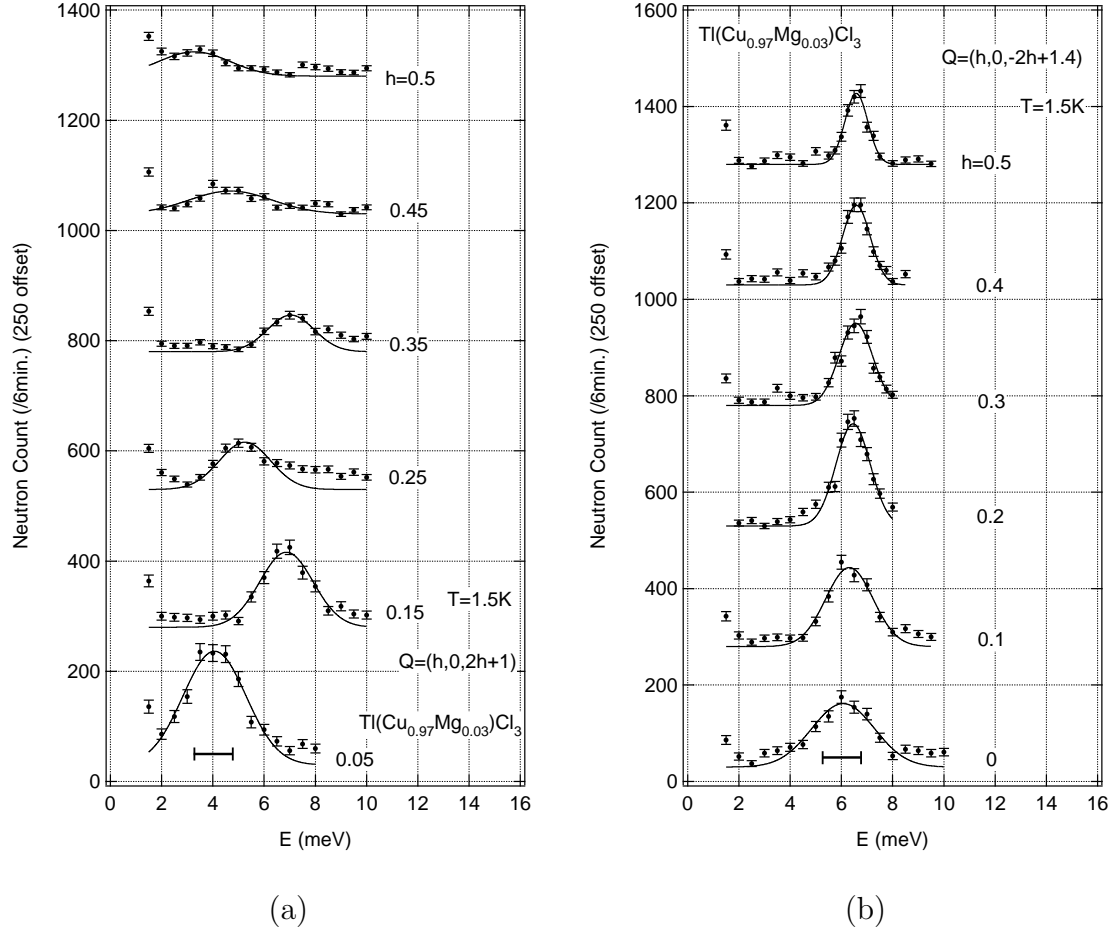 1400
1200
1000
800
600
400
200
0
Neutron Count (/6min.) (250 offset)
h=0.5
0.45
0.35
0.25
0.15
T=1.5K
Q=(h,0,2h+1)
Tl(Cu0.97Mg0.03)Cl3
0.05
0 2 4 6 8 10 12 14 16
E (meV)
(a)
1600
1400
1200
1000
800
600
400
200
0
Neutron Count (/6min.) (250 offset)
Tl(Cu0.97Mg0.03)Cl3
Q=(h,0,-2h+1.4)
T=1.5K
h=0.5
0.4
0.3
0.2
0.1
0
0 2 4 6 8 10 12 14 16
E (meV)
(b)